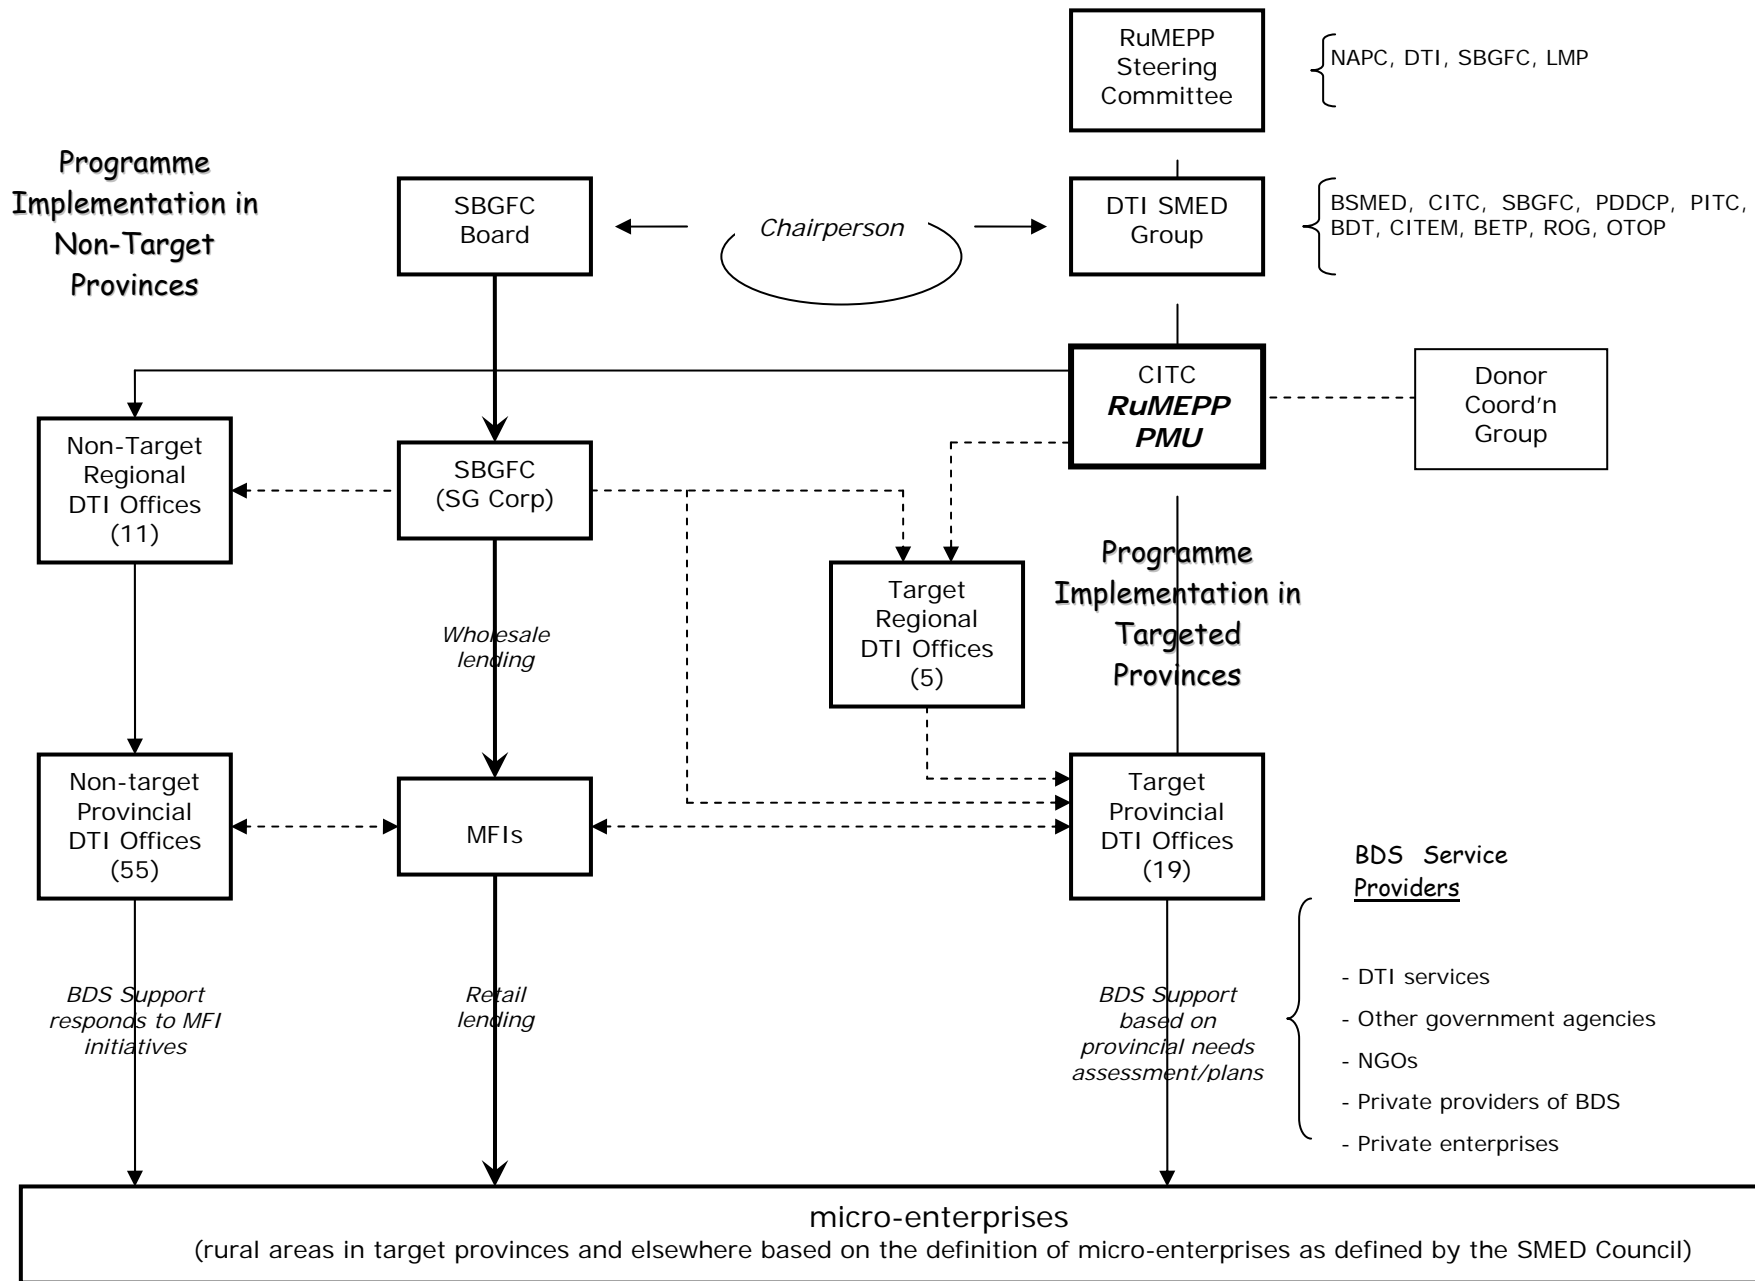 RuMEPP
Steering
Committee
NAPC, DTI, SBGFC, LMP
Programme
Implementation in
Non-Target
Provinces
SBGFC
Board
Chairperson
DTI SMED
Group
BSMED, CITC, SBGFC, PDDCP, PITC,
BDT, CITEM, BETP, ROG, OTOP
CITC
RuMEPP
PMU
Donor
Coord'n
Group
Non-Target
Regional
DTI Offices
(11)
SBGFC
(SG Corp)
Target
Regional
DTI Offices
(5)
Programme
Implementation in
Targeted
Provinces
Wholesale
lending
Non-target
Provincial
DTI Offices
(55)
MFIs
Target
Provincial
DTI Offices
(19)
BDS Service
Providers
- DTI services
- Other government agencies
- NGOs
- Private providers of BDS
- Private enterprises
BDS Support
responds to MFI
initiatives
Retail
lending
BDS Support
based on
provincial needs
assessment/plans
micro-enterprises
(rural areas in target provinces and elsewhere based on the definition of micro-enterprises as defined by the SMED Council)